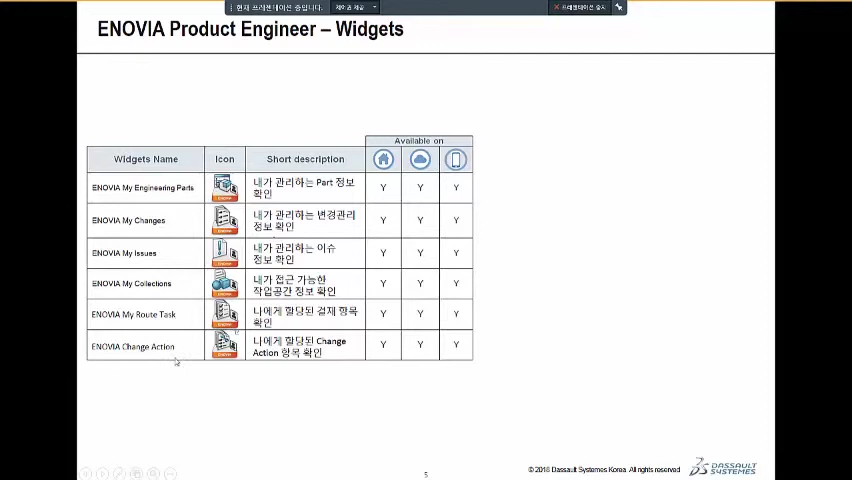 현재 프레젠테이션 중입니다. 제어권 제공 프레젠테이션 중지
ENOVIA Product Engineer – Widgets
Available on
Widgets Name Icon Short description
ENOVIA My Engineering Parts 내가 관리하는 Part 정보 Y Y Y
확인
ENOVIA My Changes 내가 관리하는 변경관리 Y Y Y
정보 확인
ENOVIA My Issues 내가 관리하는 이슈 Y Y Y
정보 확인
ENOVIA My Collections 내가 접근 가능한 Y Y Y
작업공간 정보 확인
ENOVIA My Route Task 나에게 할당된 결재 항목 Y Y Y
확인
ENOVIA Change Action 나에게 할당된 Change Y Y Y
Action 항목 확인
5
© 2018 Dassault Systemes Korea All rights reserved
DASSAULT
SYSTEMES